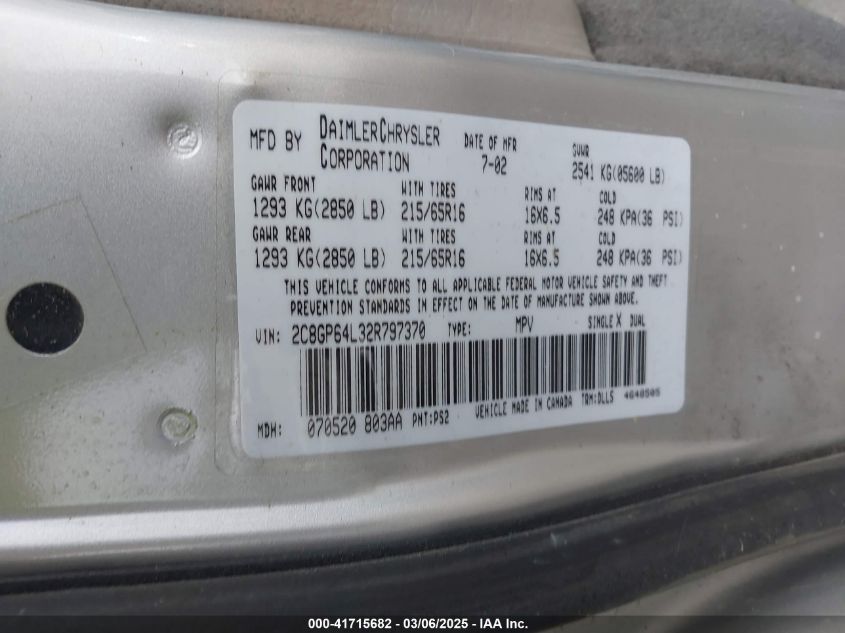 MFD BY DAIMLERCHRYSLER CORPORATION DATE OF MFR 7-02 GVWR 2541 KG(05600 LB)
GAWR FRONT WITH TIRES RIMS AT COLD
1293 KG(2850 LB) 215/65R16 16X6.5 248 KPA(36 PSI)
GAWR REAR WITH TIRES RIMS AT COLD
1293 KG(2850 LB) 215/65R16 16X6.5 248 KPA(36 PSI)
THIS VEHICLE CONFORMS TO ALL APPLICABLE FEDERAL MOTOR VEHICLE SAFETY AND THEFT
PREVENTION STANDARDS IN EFFECT ON THE DATE OF MANUFACTURE SHOWN ABOVE.
VIN: 2C8GP64L32R797370 TYPE: MPV SINGLE X DUAL
MDH: 070520 803AA PNT:PS2 VEHICLE MADE IN CANADA TRM:DLLS 4648505
000-41715682 - 03/06/2025 - IAAI Inc.